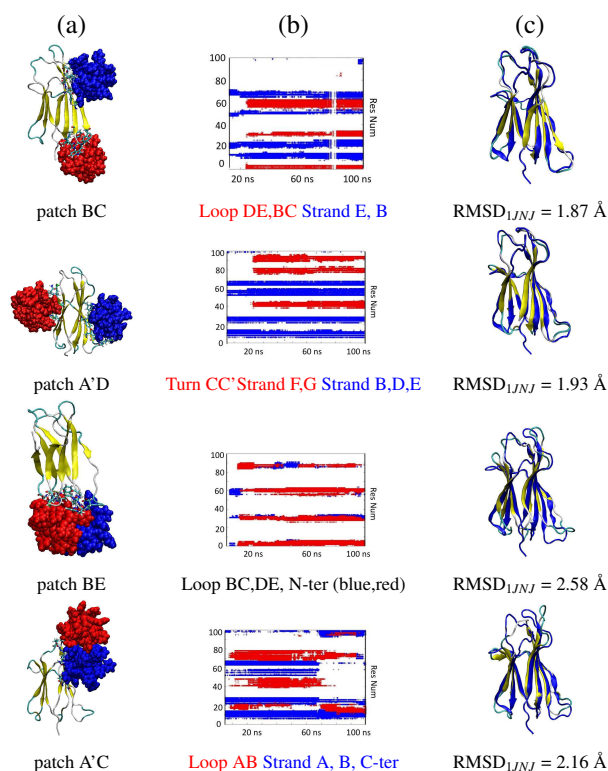 (a) (b) (c)
100
80
60
40
20
0
Res Num
20 ns 60 ns 100 ns
patch BC Loop DE,BC Strand E, B RMSD1JNJ = 1.87 Å
100
80
60
40
20
0
Res Num
20 ns 60 ns 100 ns
patch A'D Turn CC'Strand F,G Strand B,D,E RMSD1JNJ = 1.93 Å
100
80
60
40
20
0
Res Num
20 ns 60 ns 100 ns
patch BE Loop BC,DE, N-ter (blue,red) RMSD1JNJ = 2.58 Å
100
80
60
40
20
0
Res Num
20 ns 60 ns 100 ns
patch A'C Loop AB Strand A, B, C-ter RMSD1JNJ = 2.16 Å